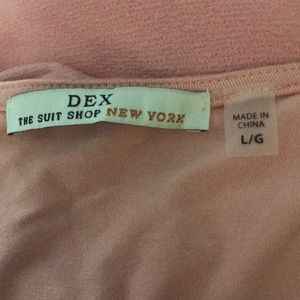 DEX
THE SUIT SHOP NEW YORK
MADE IN
CHINA
L/G